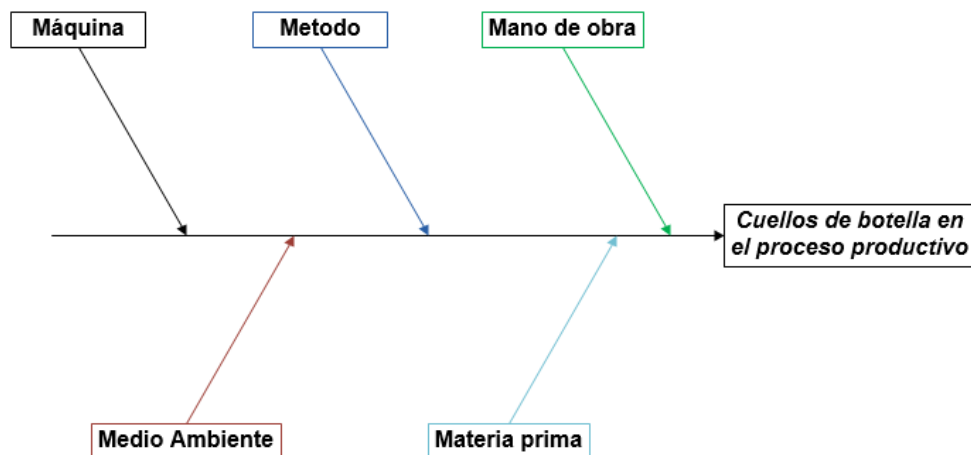 Máquina
Metodo
Mano de obra
Cuellos de botella en
el proceso productivo
Medio Ambiente
Materia prima